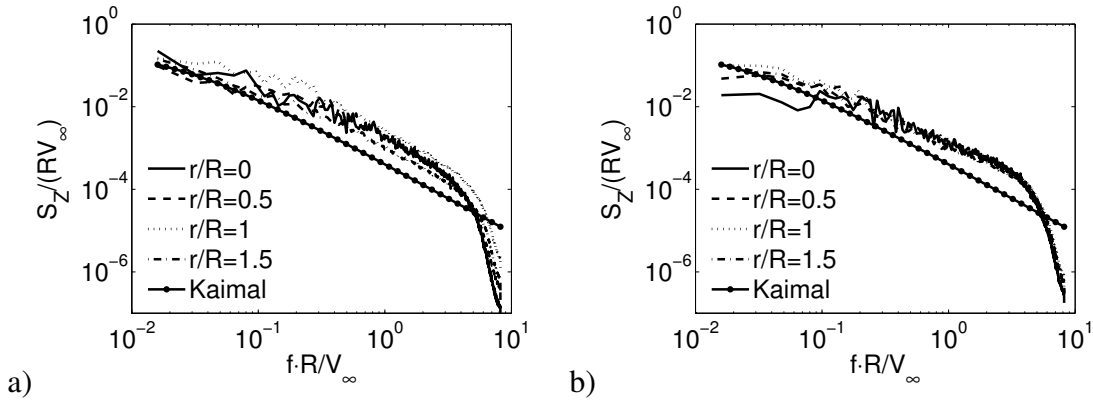 10^0
10^−2
10^−4
10^−6
S_Z/(RV_∞)
r/R=0
r/R=0.5
r/R=1
r/R=1.5
Kaimal
10^−2 10^−1 10^0 10^1
f·R/V_∞
a)
10^0
10^−2
10^−4
10^−6
S_Z/(RV_∞)
r/R=0
r/R=0.5
r/R=1
r/R=1.5
Kaimal
10^−2 10^−1 10^0 10^1
f·R/V_∞
b)